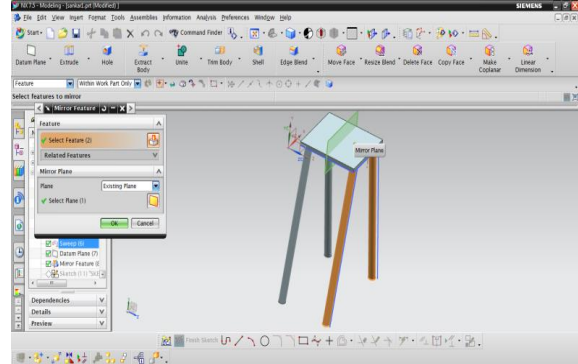 NX 7.5 - Modeling - [sankar1.prt (Modified) ]
SIEMENS
File Edit View Insert Format Tools Assemblies Information Analysis Preferences Window Help
Start Command Finder
Datum Plane Extrude Hole Extract Body Unite Trim Body Shell Edge Blend Move Face Resize Blend Delete Face Copy Face Make Coplanar Linear Dimension
Feature Within Work Part Only
Select features to mirror
Mirror Feature
Feature
Select Feature (2)
Related Features
Mirror Plane
Plane Existing Plane
Select Plane (1)
OK Cancel
Mirror Plane
Sweep (6)
Datum Plane (7)
Mirror Feature (
Dependencies
Details
Preview
Finish Sketch